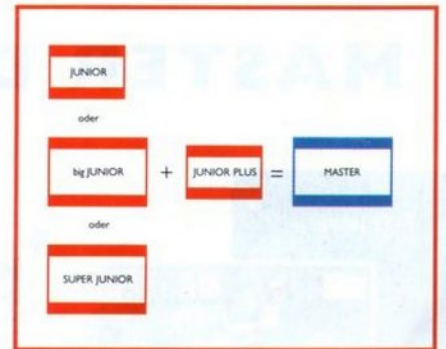 JUNIOR
oder
big JUNIOR + JUNIOR PLUS = MASTER
oder
SUPER JUNIOR